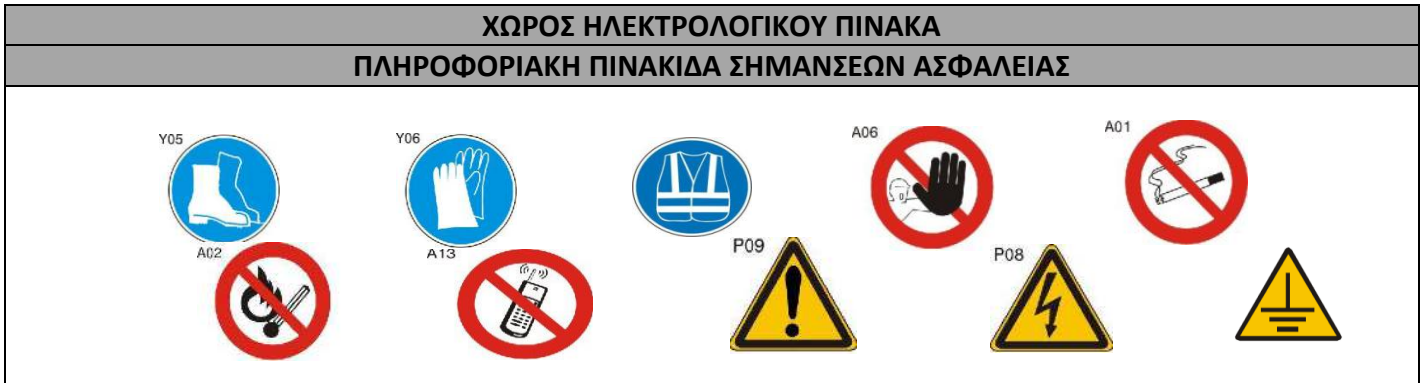 ΧΩΡΟΣ ΗΛΕΚΤΡΟΛΟΓΙΚΟΥ ΠΙΝΑΚΑ
ΠΛΗΡΟΦΟΡΙΑΚΗ ΠΙΝΑΚΙΔΑ ΣΗΜΑΝΣΕΩΝ ΑΣΦΑΛΕΙΑΣ
Y05 Y06 A06 A01
A02 A13 P09 P08